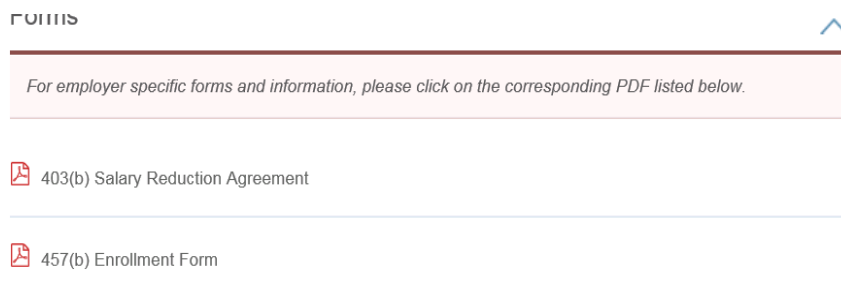 Forms
For employer specific forms and information, please click on the corresponding PDF listed below.
403(b) Salary Reduction Agreement
457(b) Enrollment Form